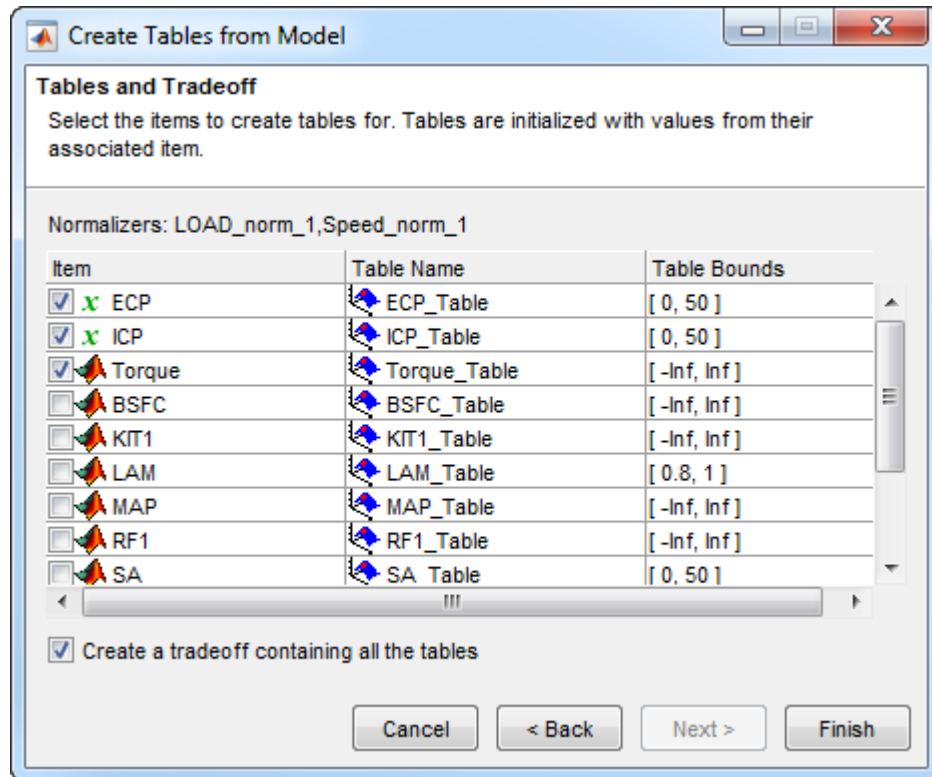 Create Tables from Model
Tables and Tradeoff
Select the items to create tables for. Tables are initialized with values from their
associated item.
Normalizers: LOAD_norm_1,Speed_norm_1
Item Table Name Table Bounds
x ECP ECP_Table [ 0, 50 ]
x ICP ICP_Table [ 0, 50 ]
Torque Torque_Table [ -Inf, Inf ]
BSFC BSFC_Table [ -Inf, Inf ]
KIT1 KIT1_Table [ -Inf, Inf ]
LAM LAM_Table [ 0.8, 1 ]
MAP MAP_Table [ -Inf, Inf ]
RF1 RF1_Table [ -Inf, Inf ]
SA SA_Table [ 0, 50 ]
Create a tradeoff containing all the tables
Cancel < Back Next > Finish